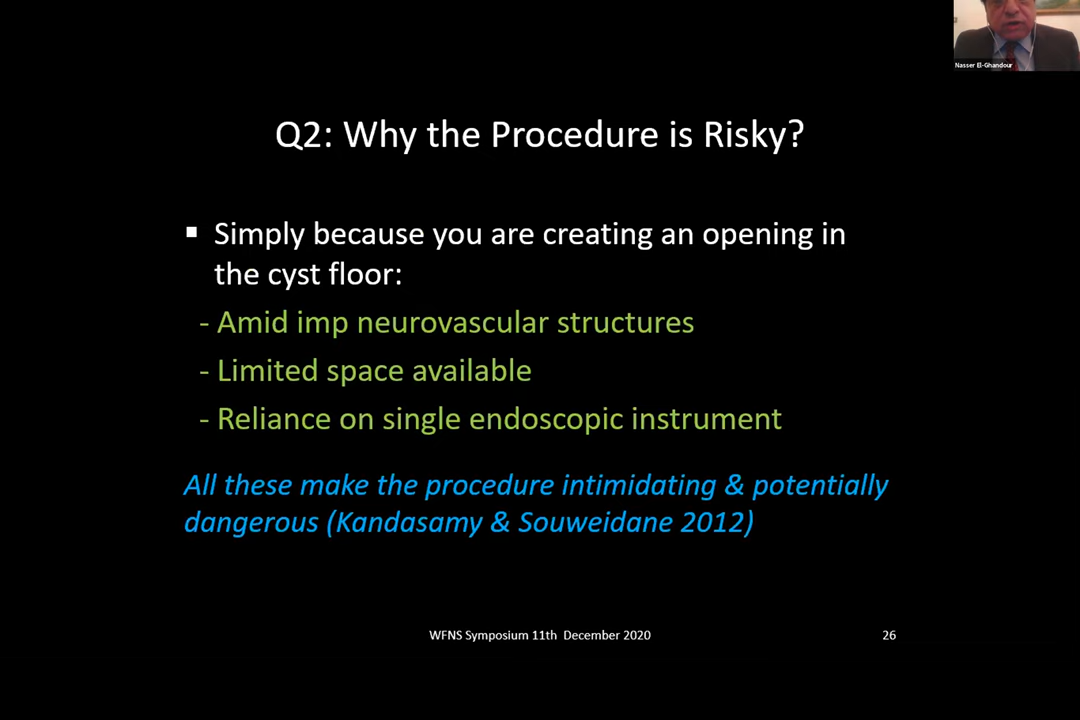 Nasser El-Ghandour
Q2: Why the Procedure is Risky?
▪ Simply because you are creating an opening in
the cyst floor:
- Amid imp neurovascular structures
- Limited space available
- Reliance on single endoscopic instrument
All these make the procedure intimidating & potentially
dangerous (Kandasamy & Souweidane 2012)
WFNS Symposium 11th December 2020
26